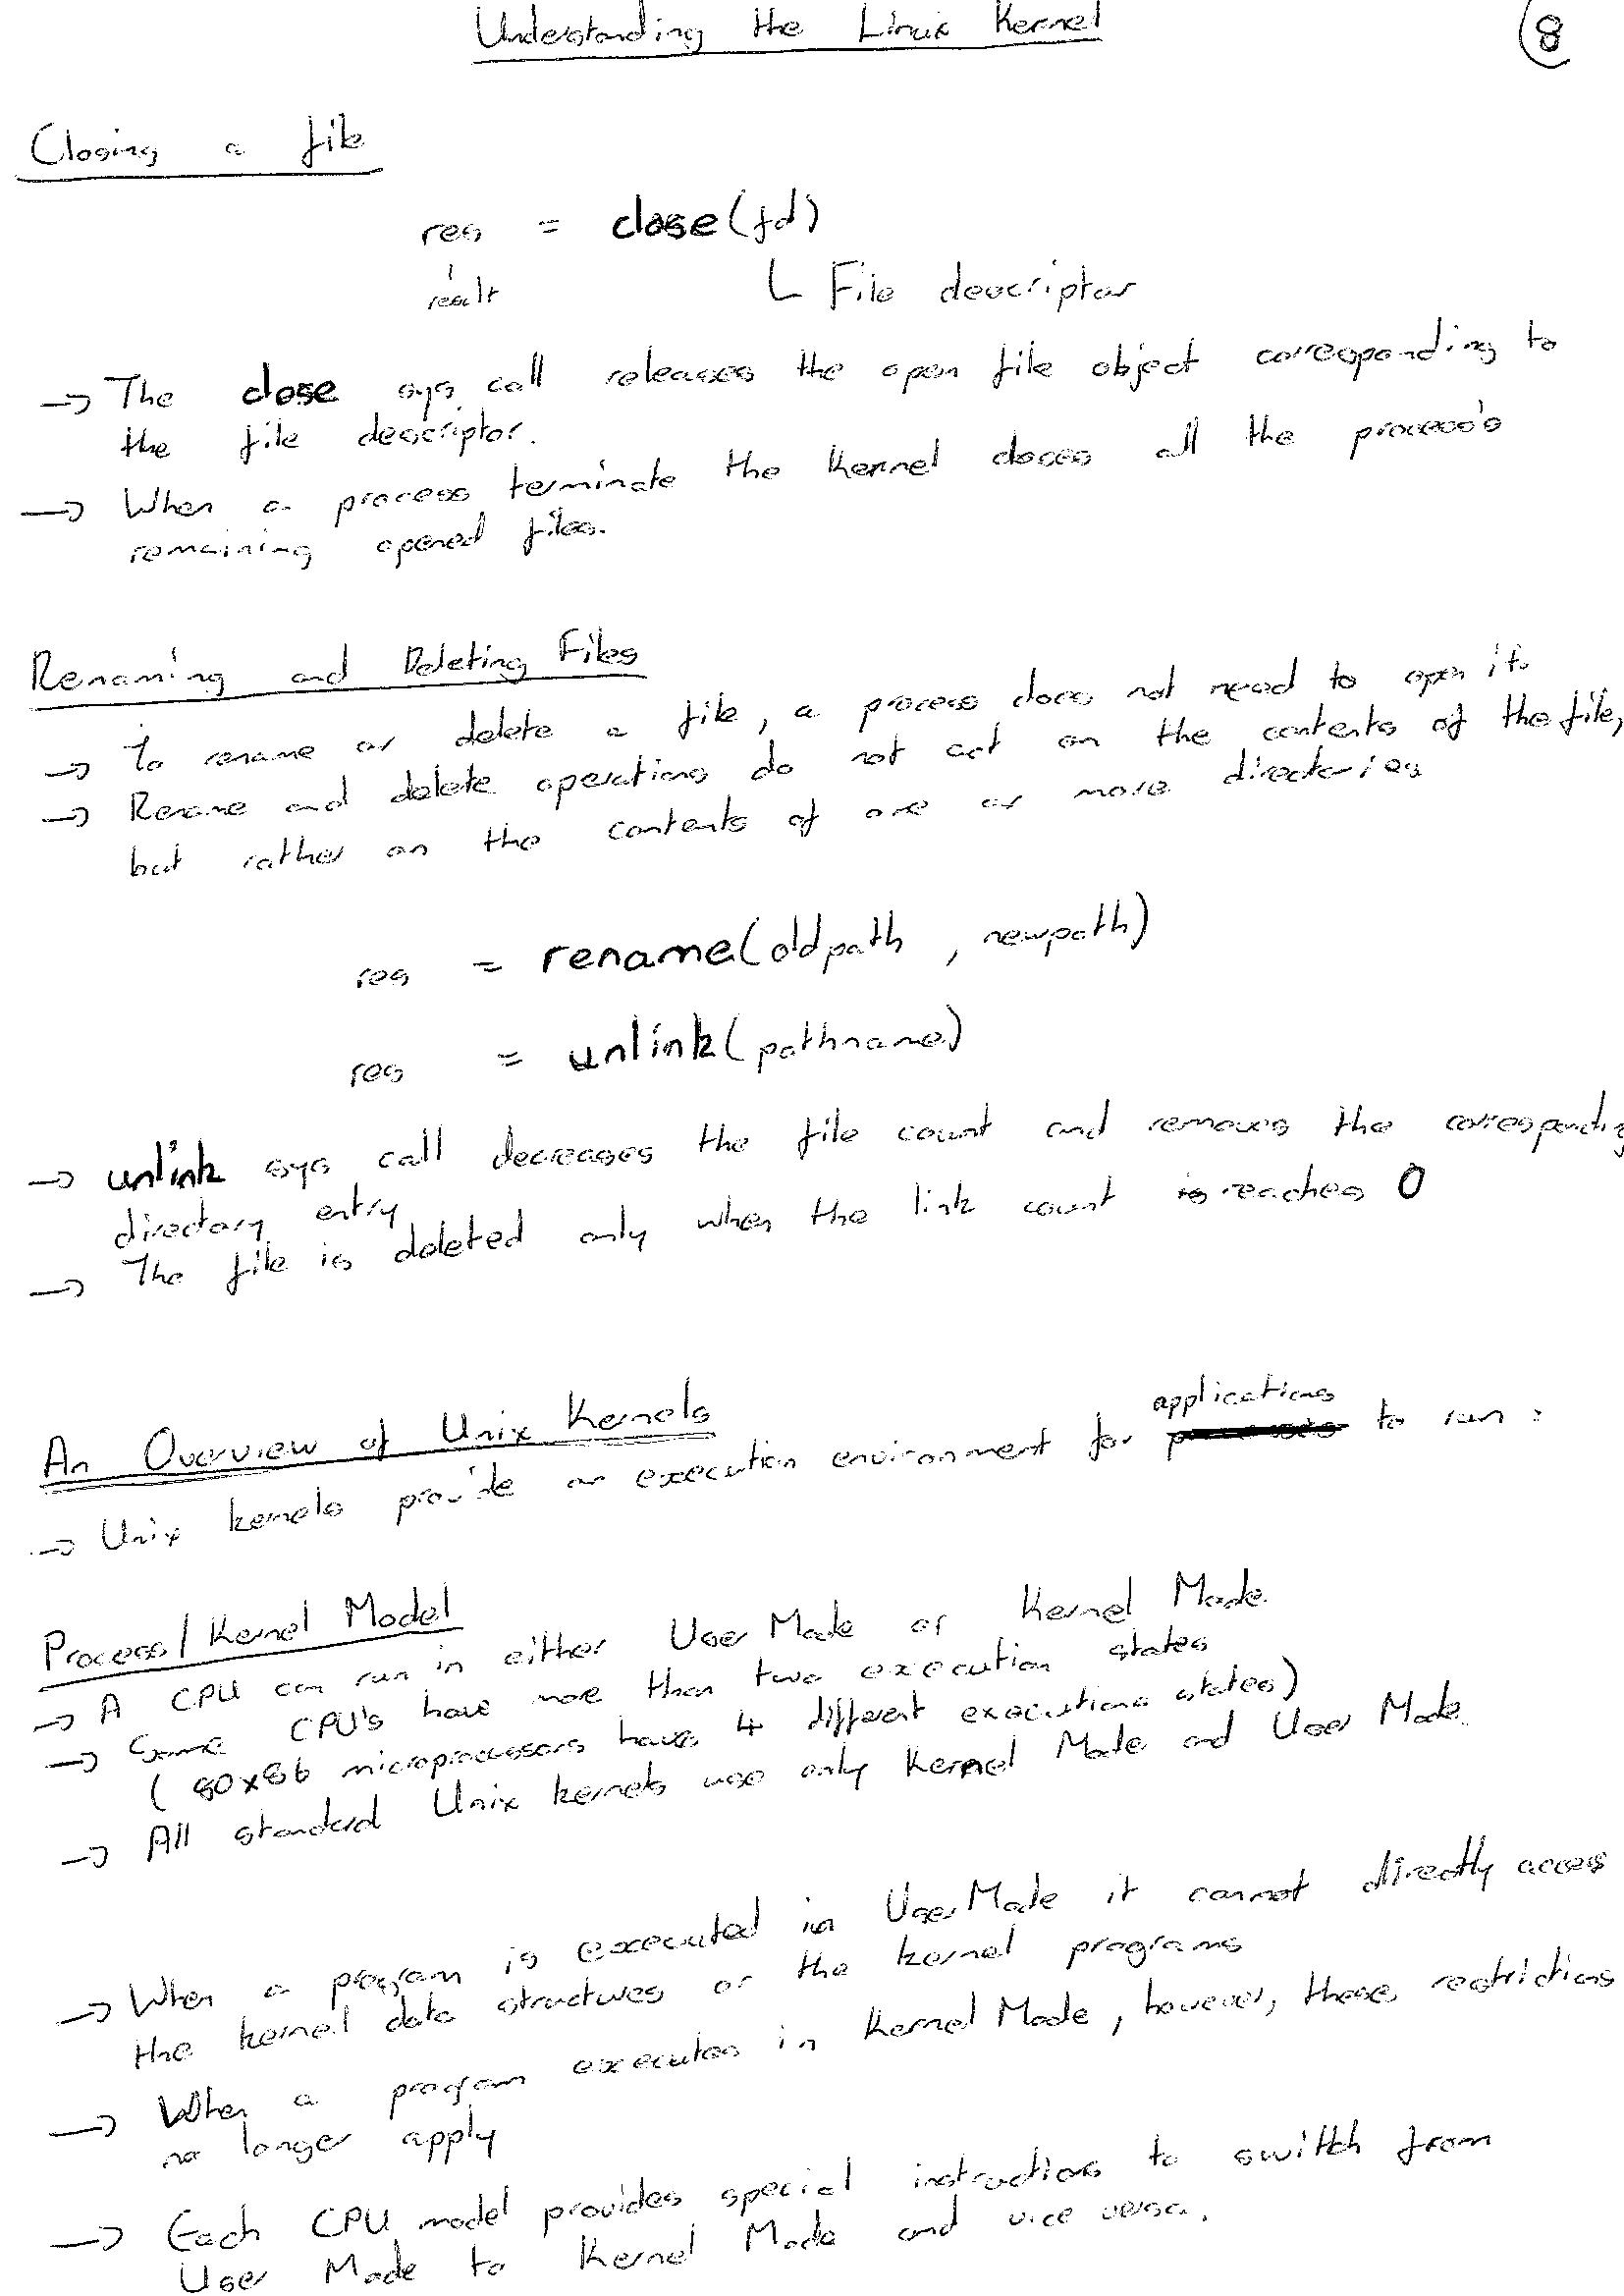 Understanding the Linux Kernel
8
Closing a file
res = close(fd)
result
File descriptor
→ The close sys. call releases the open file object corresponding to
the file descriptor.
→ When a process terminate the kernel closes all the process's
remaining opened files.
Renaming and Deleting Files
→ To rename or delete a file, a process does not need to open it.
→ Rename and delete operations do not act on the contents of the file,
but rather on the contents of one or more directories
res = rename(oldpath, newpath)
res = unlink(pathname)
→ unlink sys call decreases the file count and removes the corresponding
directory entry
→ The file is deleted only when the link count is reaches 0
An Overview of Unix Kernels
applications
→ Unix kernels provide an execution environment for processes to run:
Process/Kernel Model
→ A CPU can run in either User Mode or Kernel Mode.
→ Some CPU's have more than two execution states
(80x86 microprocessors have 4 different executions states)
→ All standard Unix kernels use only Kernel Mode and User Mode.
→ When a program is executed in User Mode it cannot directly access
the kernel data structures or the kernel programs
→ When a program executes in Kernel Mode, however, these restrictions
no longer apply
→ Each CPU model provides special instructions to switch from
User Mode to Kernel Mode and vice versa.